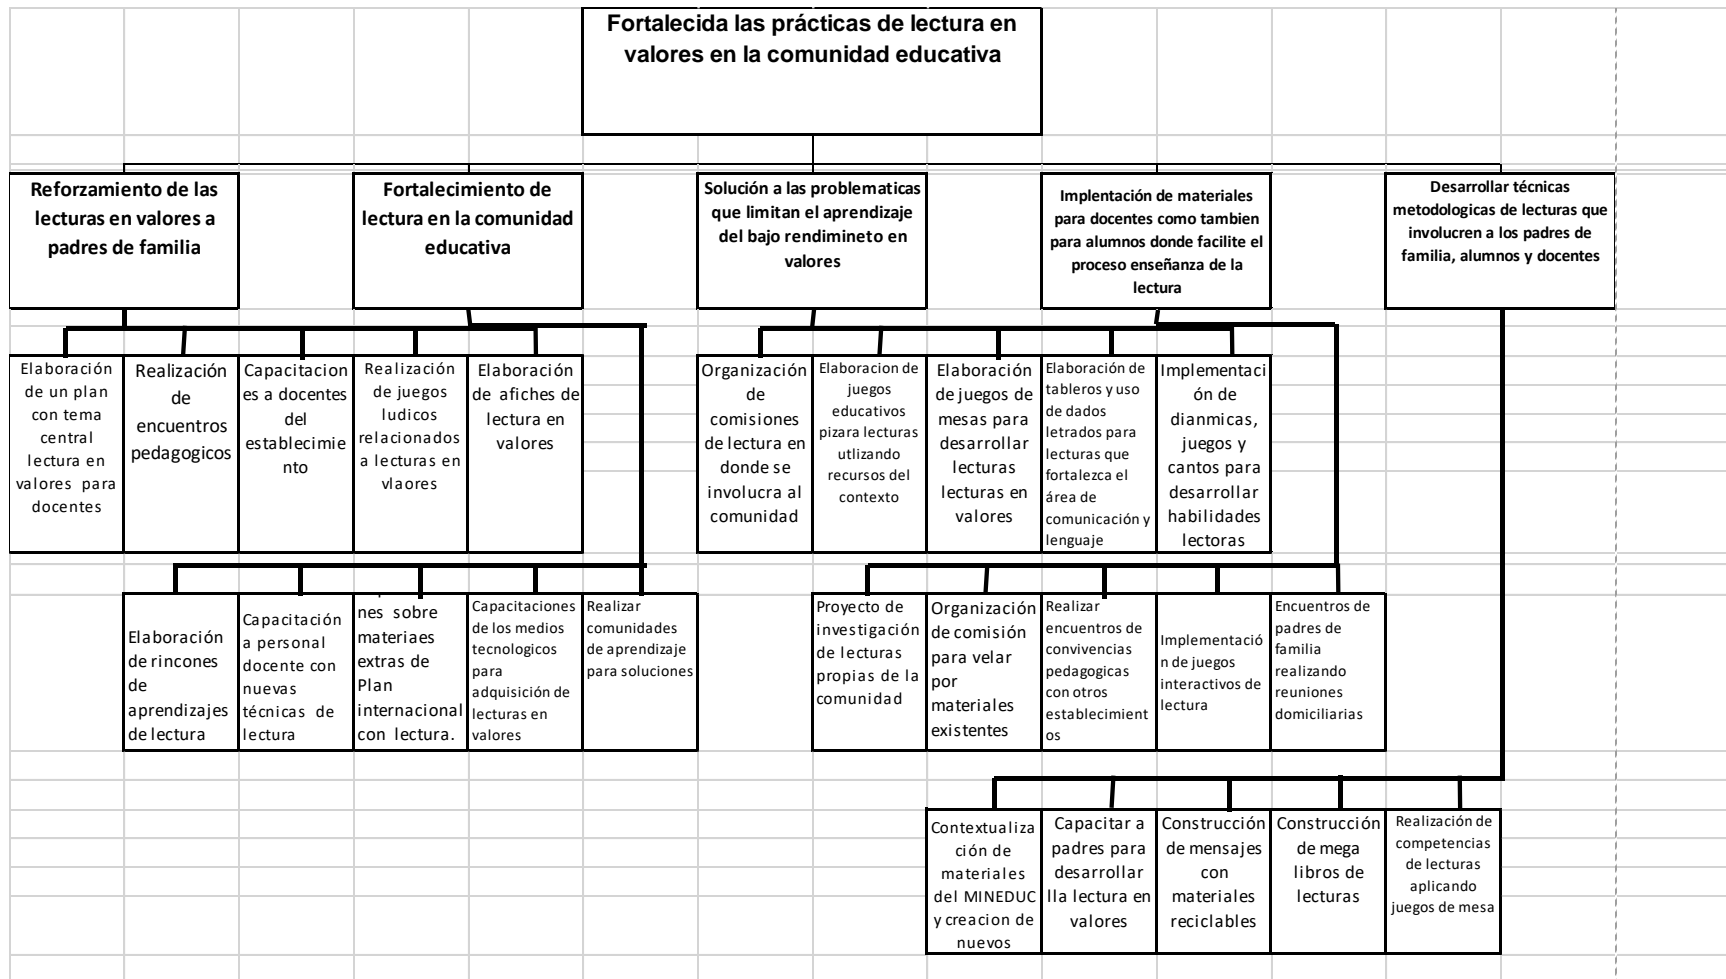 Fortalecida las prácticas de lectura en
valores en la comunidad educativa
Reforzamiento de las
lecturas en valores a
padres de familia
Fortalecimiento de
lectura en la comunidad
educativa
Solución a las problematicas
que limitan el aprendizaje
del bajo rendimineto en
valores
Implentación de materiales
para docentes como tambien
para alumnos donde facilite el
proceso enseñanza de la
lectura
Desarrollar técnicas
metodologicas de lecturas que
involucren a los padres de
familia, alumnos y docentes
Elaboración
de un plan
con tema
central
lectura en
valores para
docentes
Realización
de
encuentros
pedagogicos
Capacitacion
es a docentes
del
establecimie
nto
Realización
de juegos
ludicos
relacionados
a lecturas en
vlaores
Elaboración
de afiches de
lectura en
valores
Organización
de
comisiones
de lectura en
donde se
involucra al
comunidad
Elaboracion de
juegos
educativos
pizara lecturas
utlizando
recursos del
contexto
Elaboración
de juegos de
mesas para
desarrollar
lecturas
lecturas en
valores
Elaboración de
tableros y uso
de dados
letrados para
lecturas que
fortalezca el
área de
comunicación y
lenguaje
Implementaci
ón de
dianmicas,
juegos y
cantos para
desarrollar
habilidades
lectoras
Elaboración
de rincones
de
aprendizajes
de lectura
Capacitación
a personal
docente con
nuevas
técnicas de
lectura
nes sobre
materiaes
extras de
Plan
internacional
con lectura.
Capacitaciones
de los medios
tecnologicos
para
adquisición de
lecturas en
valores
Realizar
comunidades
de aprendizaje
para soluciones
Proyecto de
investigación
de lecturas
propias de la
comunidad
Organización
de comisión
para velar
por
materiales
existentes
Realizar
encuentros de
convivencias
pedagogicas
con otros
establecimient
os
Implementació
n de juegos
interactivos de
lectura
Encuentros de
padres de
familia
realizando
reuniones
domiciliarias
Contextualiza
ción de
materiales
del MINEDUC
y creacion de
nuevos
Capacitar a
padres para
desarrollar
lla lectura en
valores
Construcción
de mensajes
con
materiales
reciclables
Construcción
de mega
libros de
lecturas
Realización de
competencias
de lecturas
aplicando
juegos de mesa